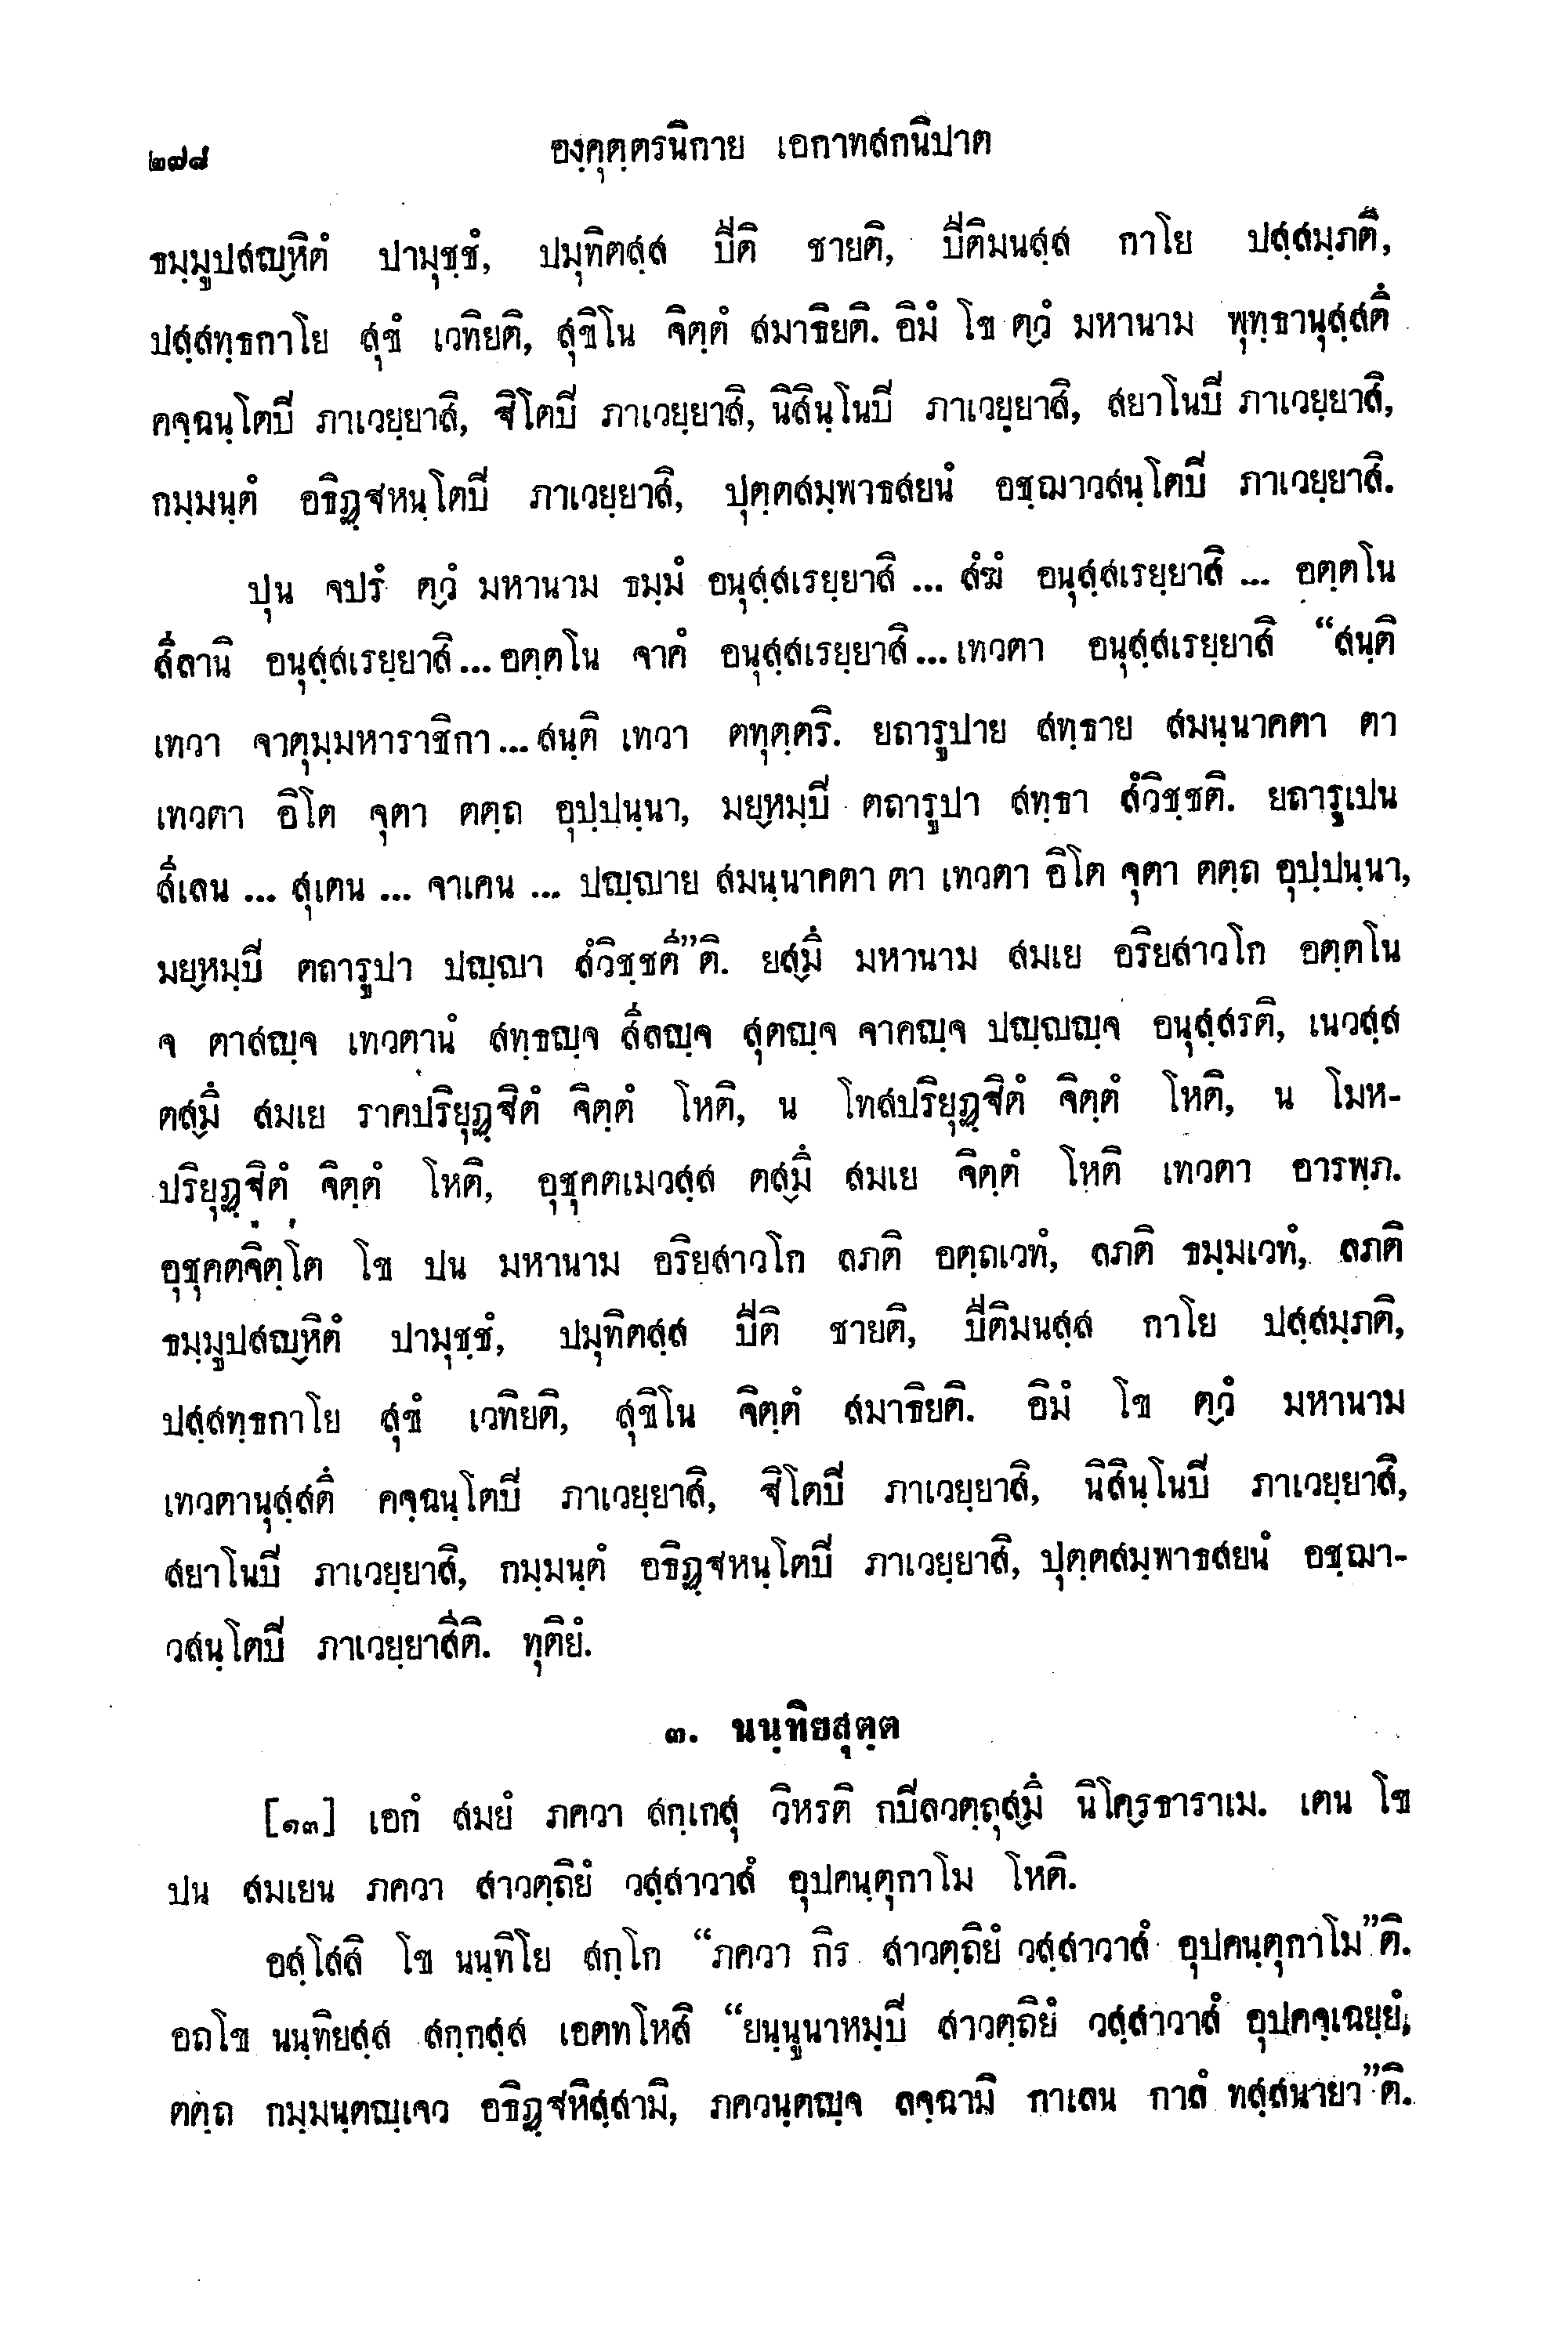 ๒๗๘ องฺคุตฺตรนิกาย เอกาทสกนิปาต
ธมฺมูปสญฺหิตํ ปามุชฺชํ, ปมุทิตสฺส ปีติ ชายติ, ปีติมนสฺส กาโย ปสฺสมฺภติ,
ปสฺสทฺธกาโย สุขํ เวทิยติ, สุขิโน จิตฺตํ สมาธิยติ. อิมํ โข ตฺวํ มหานาม พุทฺธานุสฺสตึ
คจฺฉนฺโตปิ ภาเวยฺยาสิ, ฐิโตปิ ภาเวยฺยาสิ, นิสินฺโนปิ ภาเวยฺยาสิ, สยาโนปิ ภาเวยฺยาสิ,
กมฺมนฺตํ อธิฏฺฐหนฺโตปิ ภาเวยฺยาสิ, ปุตฺตสมฺพาธสยนํ อชฺฌาวสนฺโตปิ ภาเวยฺยาสิ.
ปุน จปรํ ตฺวํ มหานาม ธมฺมํ อนุสฺสเรยฺยาสิ ... สํฆํ อนุสฺสเรยฺยาสิ ... อตฺตโน
สีลานิ อนุสฺสเรยฺยาสิ ... อตฺตโน จาคํ อนุสฺสเรยฺยาสิ ... เทวตา อนุสฺสเรยฺยาสิ “สนฺติ
เทวา จาตุมฺมหาราชิกา ... สนฺติ เทวา ตทุตฺตริ. ยถารูปาย สทฺธาย สมนฺนาคตา ตา
เทวตา อิโต จุตา ตตฺถ อุปฺปนฺนา, มยฺหมฺปิ ตถารูปา สทฺธา สํวิชฺชติ. ยถารูเปน
สีเลน ... สุเตน ... จาเคน ... ปญฺญาย สมนฺนาคตา ตา เทวตา อิโต จุตา ตตฺถ อุปฺปนฺนา,
มยฺหมฺปิ ตถารูปา ปญฺญา สํวิชฺชตี”ติ. ยสฺมึ มหานาม สมเย อริยสาวโก อตฺตโน
จ ตาสญฺจ เทวตานํ สทฺธญฺจ สีลญฺจ สุตญฺจ จาคญฺจ ปญฺญญฺจ อนุสฺสรติ, เนวสฺส
ตสฺมึ สมเย ราคปริยุฏฺฐิตํ จิตฺตํ โหติ, น โทสปริยุฏฺฐิตํ จิตฺตํ โหติ, น โมห-
ปริยุฏฺฐิตํ จิตฺตํ โหติ, อุชุคตเมวสฺส ตสฺมึ สมเย จิตฺตํ โหติ เทวตา อารพฺภ.
อุชุคตจิตฺโต โข ปน มหานาม อริยสาวโก ลภติ อตฺถเวทํ, ลภติ ธมฺมเวทํ, ลภติ
ธมฺมูปสญฺหิตํ ปามุชฺชํ, ปมุทิตสฺส ปีติ ชายติ, ปีติมนสฺส กาโย ปสฺสมฺภติ,
ปสฺสทฺธกาโย สุขํ เวทิยติ, สุขิโน จิตฺตํ สมาธิยติ. อิมํ โข ตฺวํ มหานาม
เทวตานุสฺสตึ คจฺฉนฺโตปิ ภาเวยฺยาสิ, ฐิโตปิ ภาเวยฺยาสิ, นิสินฺโนปิ ภาเวยฺยาสิ,
สยาโนปิ ภาเวยฺยาสิ, กมฺมนฺตํ อธิฏฺฐหนฺโตปิ ภาเวยฺยาสิ, ปุตฺตสมฺพาธสยนํ อชฺฌา-
วสนฺโตปิ ภาเวยฺยาสีติ. ทุติยํ.
๓. นนฺทิยสุตฺต
[๑๓] เอกํ สมยํ ภควา สกฺเกสุ วิหรติ กปิลวตฺถุสฺมึ นิโคฺรธาราเม. เตน โข
ปน สมเยน ภควา สาวตฺถิยํ วสฺสาวาสํ อุปคนฺตุกาโม โหติ.
อสฺโสสิ โข นนฺทิโย สกฺโก “ภควา กิร สาวตฺถิยํ วสฺสาวาสํ อุปคนฺตุกาโม”ติ.
อถโข นนฺทิยสฺส สกฺกสฺส เอตทโหสิ “ยนฺนูนาหมฺปิ สาวตฺถิยํ วสฺสาวาสํ อุปคจฺเฉยฺยํ,
ตตฺถ กมฺมนฺตญฺเจว อธิฏฺฐหิสฺสามิ, ภควนฺตญฺจ ลจฺฉามิ กาเลน กาลํ ทสฺสนายา”ติ.